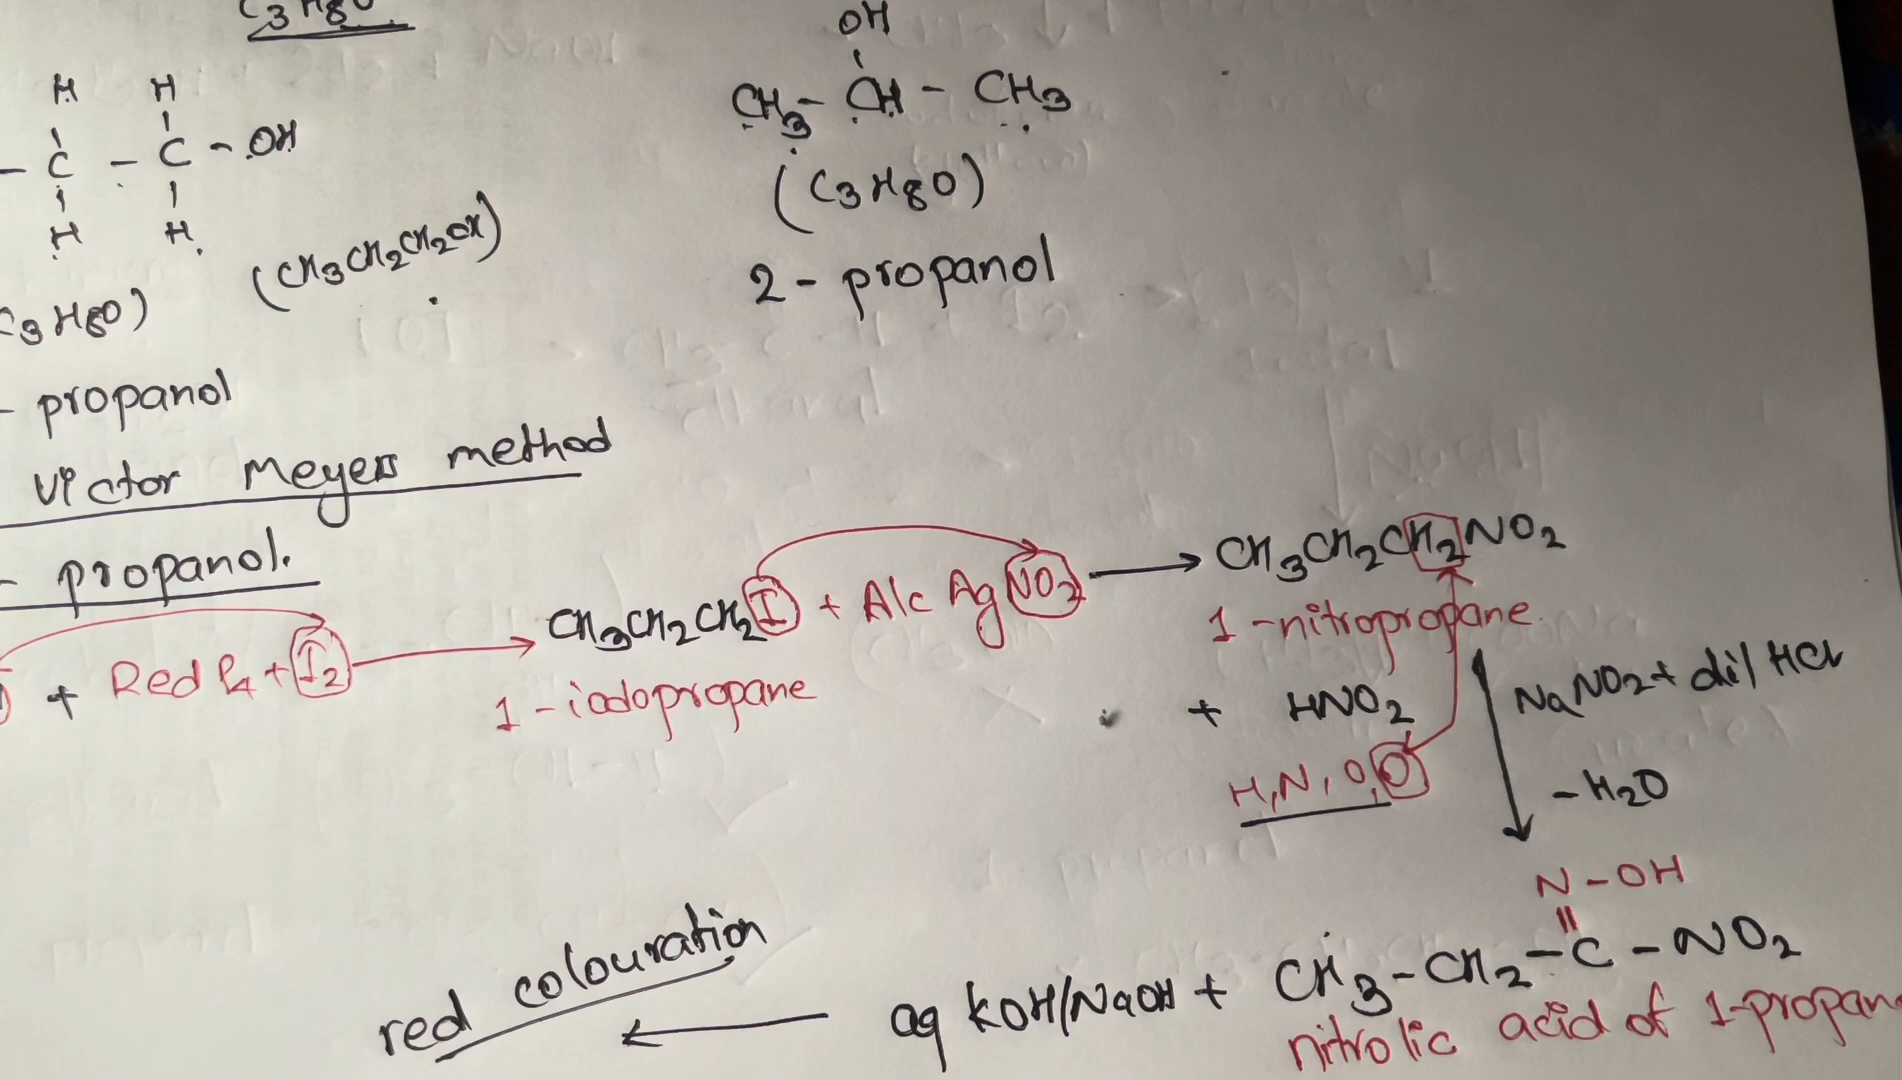 C3H8O
OH
H H
CH3 - CH - CH3
- C - C - OH
(C3H8O)
H H
(CH3CH2CH2OH)
2 - propanol
C3H8O)
- propanol
Victor Meyers method
- propanol.
CH3CH2CH2I + Alc AgNO2 → CH3CH2CH2NO2
1 - nitropropane
+ Red P4 + I2 →
1 - iodopropane
+ HNO2
NaNO2 + dil HCl
H, N, O, O
- H2O
N - OH
||
aq KOH/NaOH + CH3 - CH2 - C - NO2
red colouration ←
nitrolic acid of 1-propan